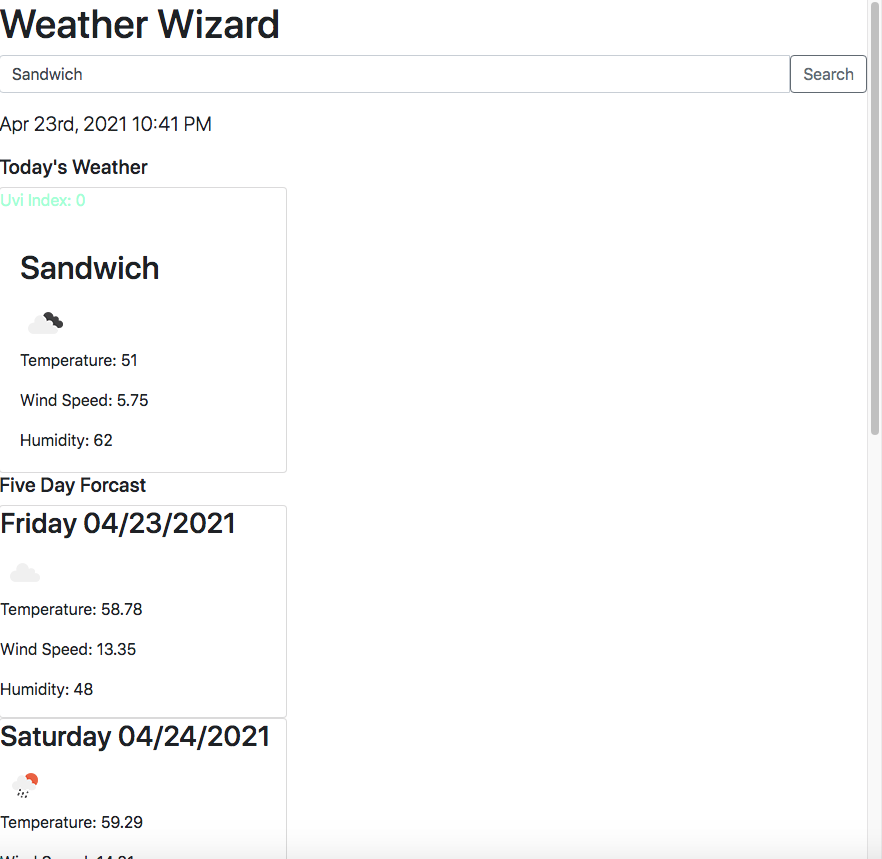 Weather Wizard
Sandwich
Search
Apr 23rd, 2021 10:41 PM
Today's Weather
Uvi Index: 0
Sandwich
Temperature: 51
Wind Speed: 5.75
Humidity: 62
Five Day Forcast
Friday 04/23/2021
Temperature: 58.78
Wind Speed: 13.35
Humidity: 48
Saturday 04/24/2021
Temperature: 59.29
Wind Speed: